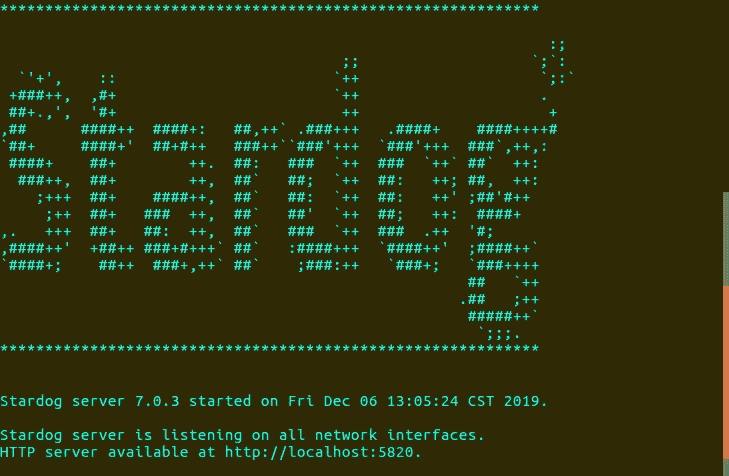 ************************************************************
Stardog
************************************************************
Stardog server 7.0.3 started on Fri Dec 06 13:05:24 CST 2019.
Stardog server is listening on all network interfaces.
HTTP server available at http://localhost:5820.